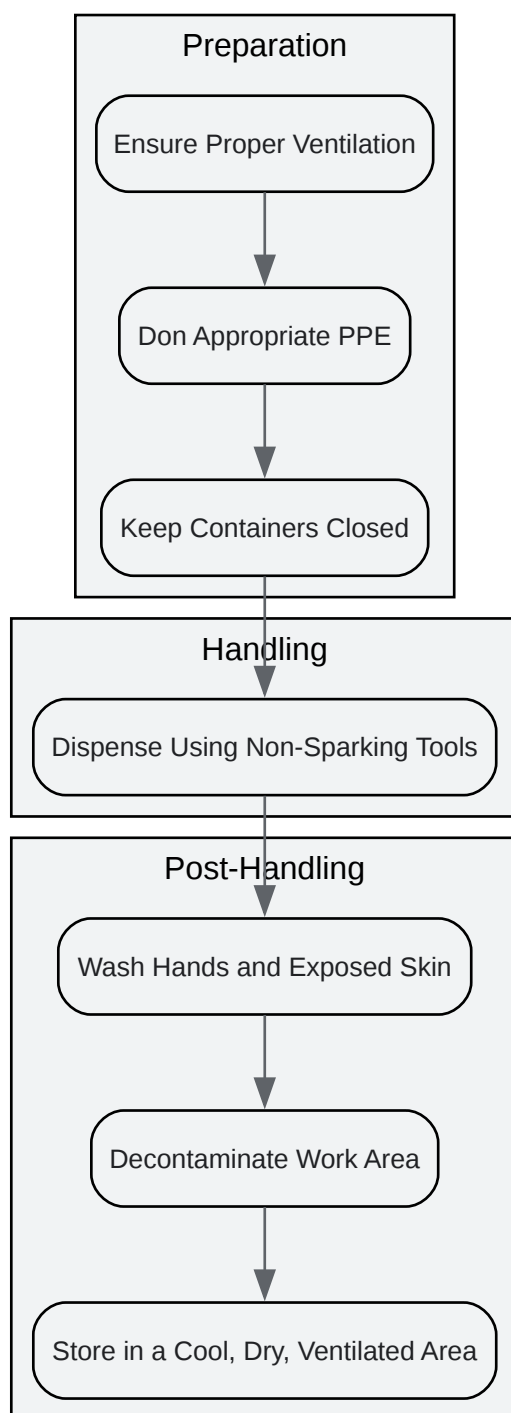 Preparation
Ensure Proper Ventilation
Don Appropriate PPE
Keep Containers Closed
Handling
Dispense Using Non-Sparking Tools
Post-Handling
Wash Hands and Exposed Skin
Decontaminate Work Area
Store in a Cool, Dry, Ventilated Area